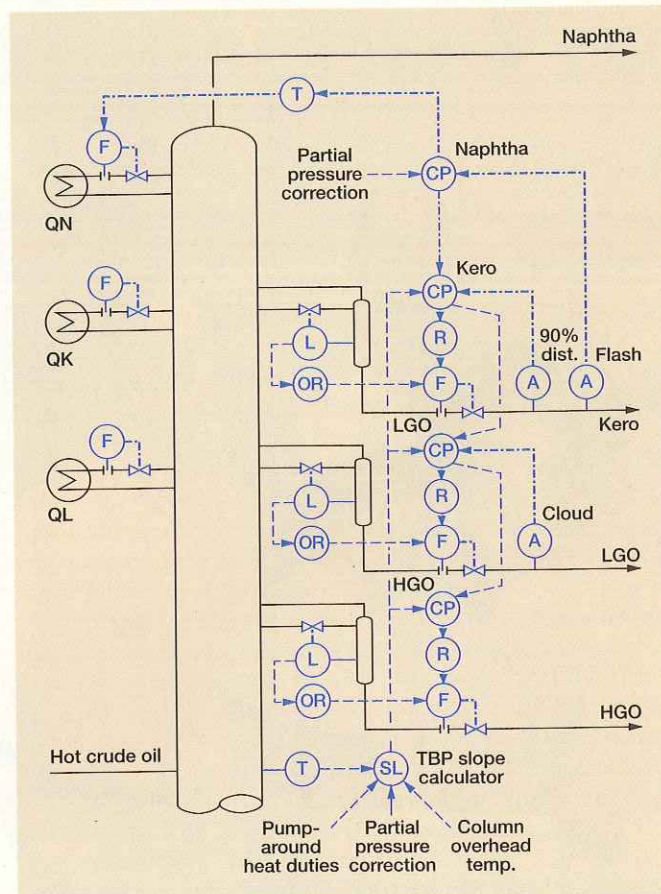 Naphtha
T
F
Naphtha
Partial
pressure
correction
CP
QN
Kero
F
CP
90%
dist.
Flash
L
R
QK
OR
F
A
A
LGO
Kero
F
CP
L
R
Cloud
QL
OR
F
A
HGO
LGO
CP
L
R
OR
F
HGO
Hot crude oil
T
SL
TBP slope
calculator
Pump-
around
heat duties
Partial
pressure
correction
Column
overhead
temp.